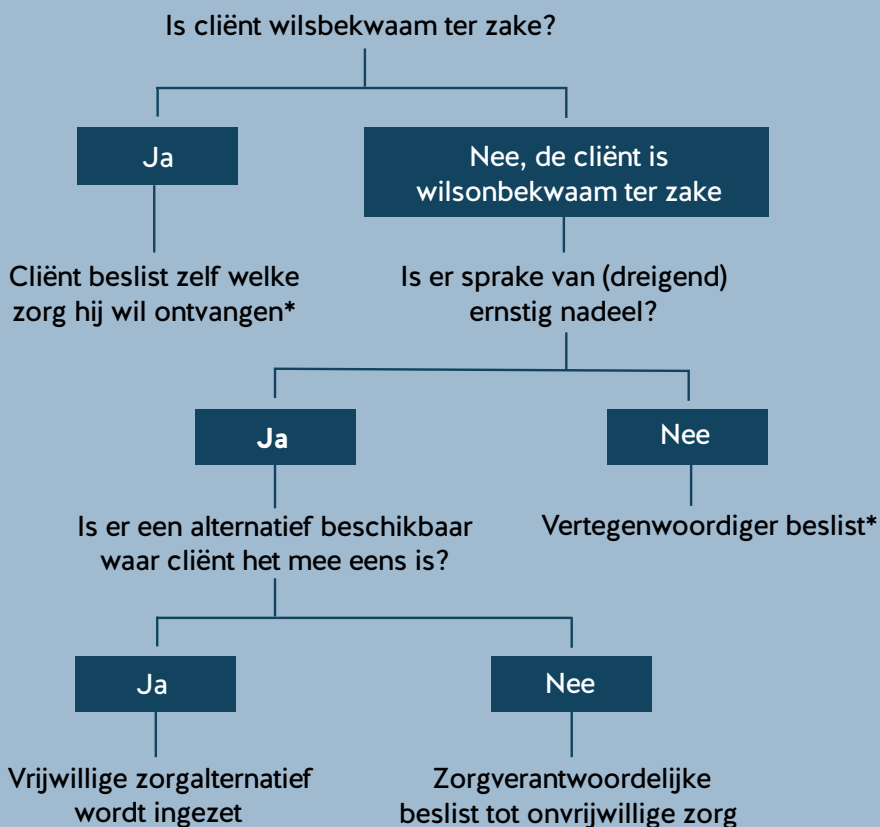 Is cliënt wilsbekwaam ter zake?
Ja
Nee, de cliënt is
wilsonbekwaam ter zake
Cliënt beslist zelf welke
zorg hij wil ontvangen*
Is er sprake van (dreigend)
ernstig nadeel?
Ja
Nee
Is er een alternatief beschikbaar
waar cliënt het mee eens is?
Vertegenwoordiger beslist*
Ja
Nee
Vrijwillige zorgalternatief
wordt ingezet
Zorgverantwoordelijke
beslist tot onvrijwillige zorg